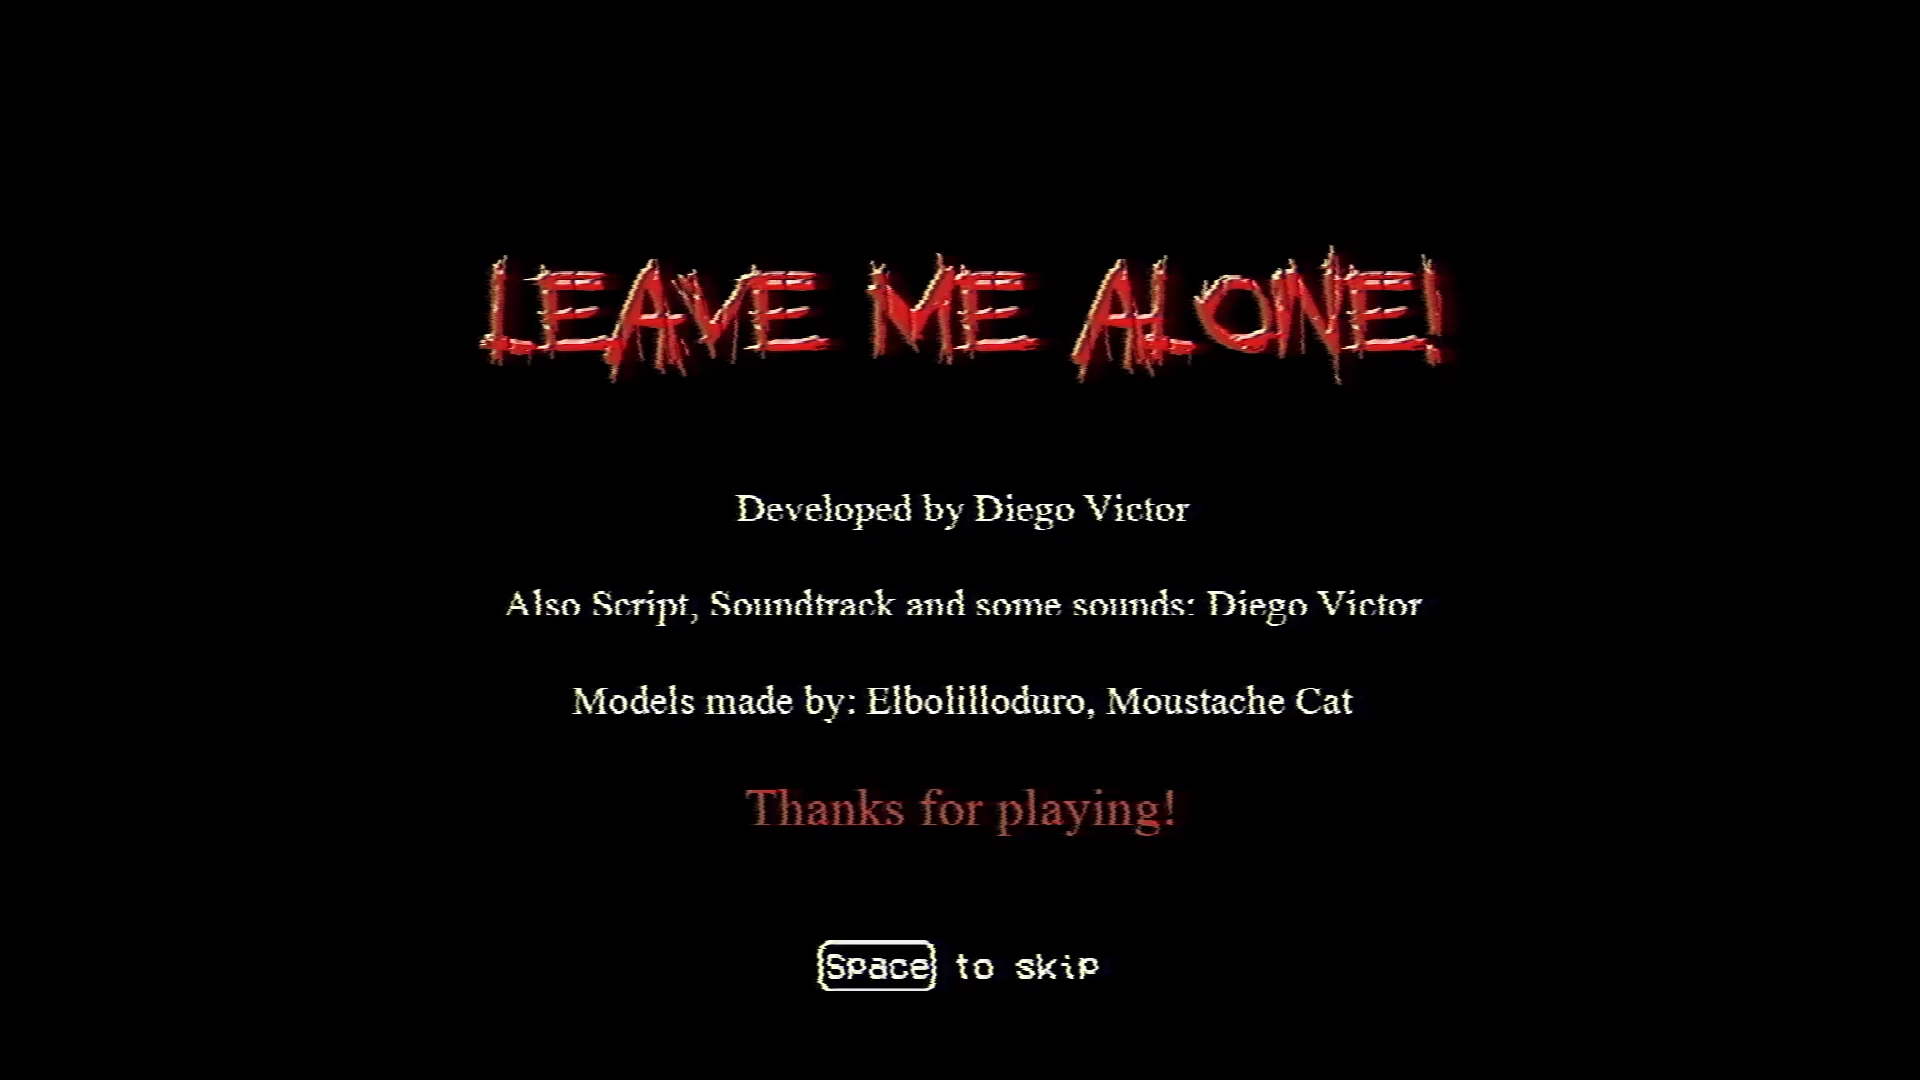 LEAVE ME ALONE!
Developed by Diego Victor
Also Script, Soundtrack and some sounds: Diego Victor
Models made by: Elbolilloduro, Moustache Cat
Thanks for playing!
Space to skip